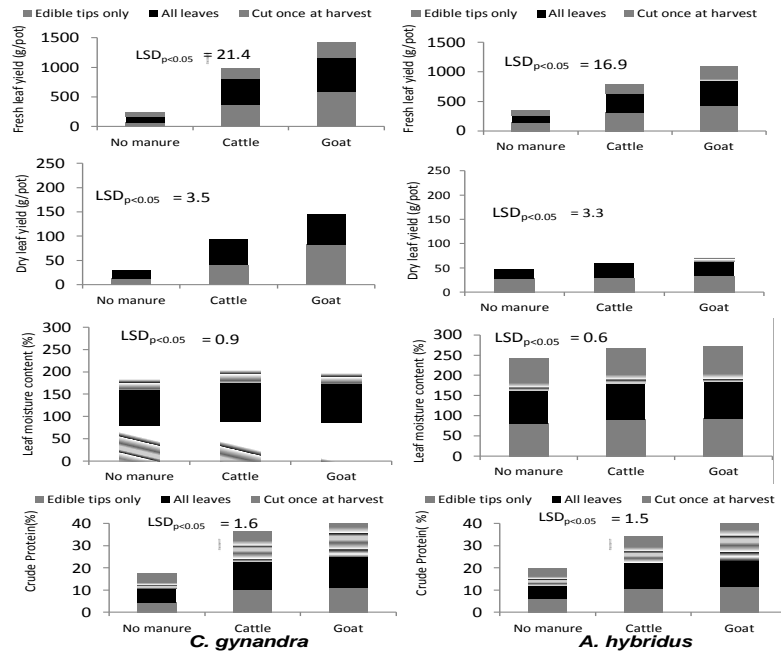 ■ Edible tips only ■ All leaves ■ Cut once at harvest
Fresh leaf yield (g/pot)
1500
1000
500
0
LSDp<0.05 = 21.4
No manure Cattle Goat
Dry leaf yield (g/pot)
250
200
150
100
50
0
LSDp<0.05 = 3.5
No manure Cattle Goat
Leaf moisture content (%)
300
250
200
150
100
50
0
LSDp<0.05 = 0.9
No manure Cattle Goat
■ Edible tips only ■ All leaves ■ Cut once at harvest
Crude Protein(%)
40
30
20
10
0
LSDp<0.05 = 1.6
No manure Cattle Goat
C. gynandra
■ Edible tips only ■ All leaves ■ Cut once at harvest
Fresh leaf yield (g/pot)
1500
1000
500
0
LSDp<0.05 = 16.9
No manure Cattle Goat
Dry leaf yield (g/pot)
250
200
150
100
50
0
LSDp<0.05 = 3.3
No manure Cattle Goat
Leaf moisture content (%)
300
250
200
150
100
50
0
LSDp<0.05 = 0.6
No manure Cattle Goat
■ Edible tips only ■ All leaves ■ Cut once at harvest
Crude Protein( %)
40
30
20
10
0
LSDp<0.05 = 1.5
No manure Cattle Goat
A. hybridus